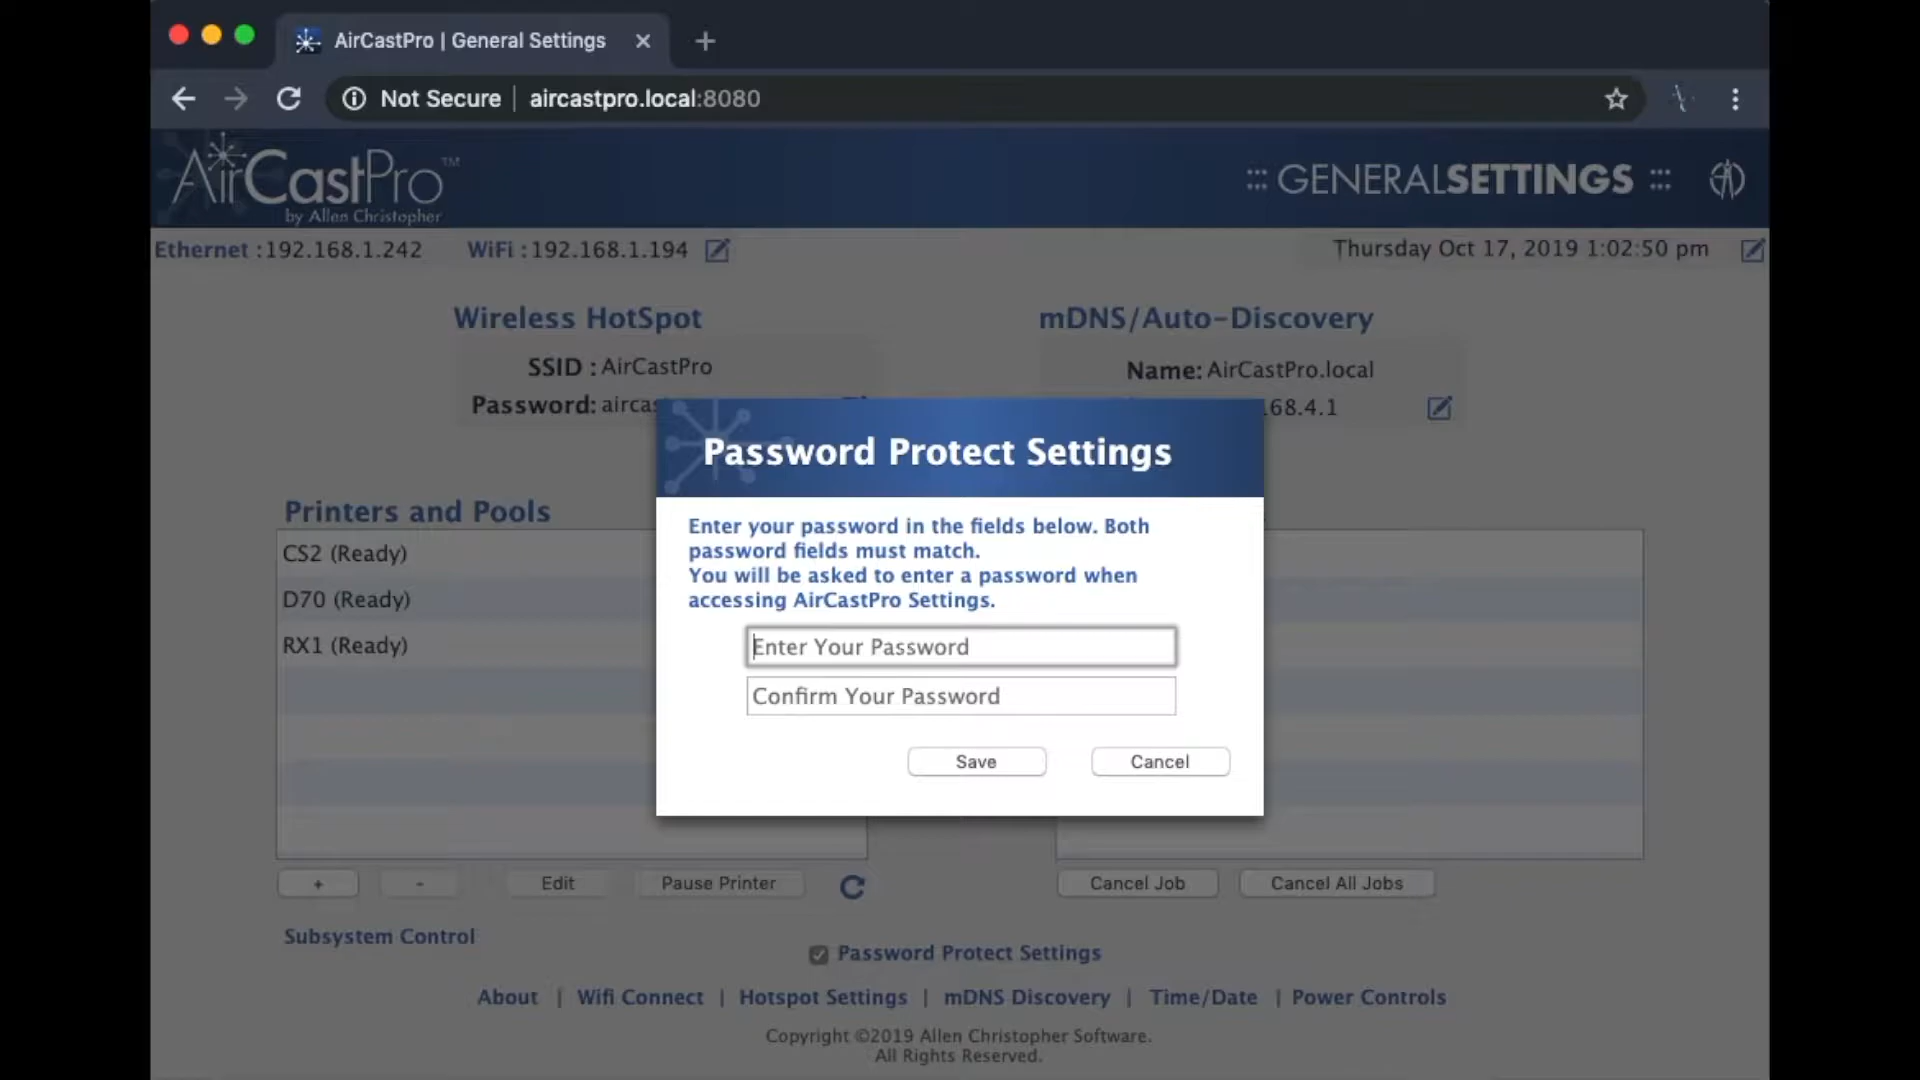 AirCastPro | General Settings
Not Secure | aircastpro.local:8080
AirCastPro™
by Allen Christopher
::: GENERALSETTINGS :::
Ethernet :192.168.1.242 WiFi :192.168.1.194
Thursday Oct 17, 2019 1:02:50 pm
Wireless HotSpot
SSID : AirCastPro
Password: aircas
mDNS/Auto-Discovery
Name: AirCastPro.local
.168.4.1
Password Protect Settings
Enter your password in the fields below. Both
password fields must match.
You will be asked to enter a password when
accessing AirCastPro Settings.
Enter Your Password
Confirm Your Password
Save Cancel
Printers and Pools
CS2 (Ready)
D70 (Ready)
RX1 (Ready)
+ - Edit Pause Printer
Cancel Job Cancel All Jobs
Subsystem Control
Password Protect Settings
About | Wifi Connect | Hotspot Settings | mDNS Discovery | Time/Date | Power Controls
Copyright ©2019 Allen Christopher Software.
All Rights Reserved.